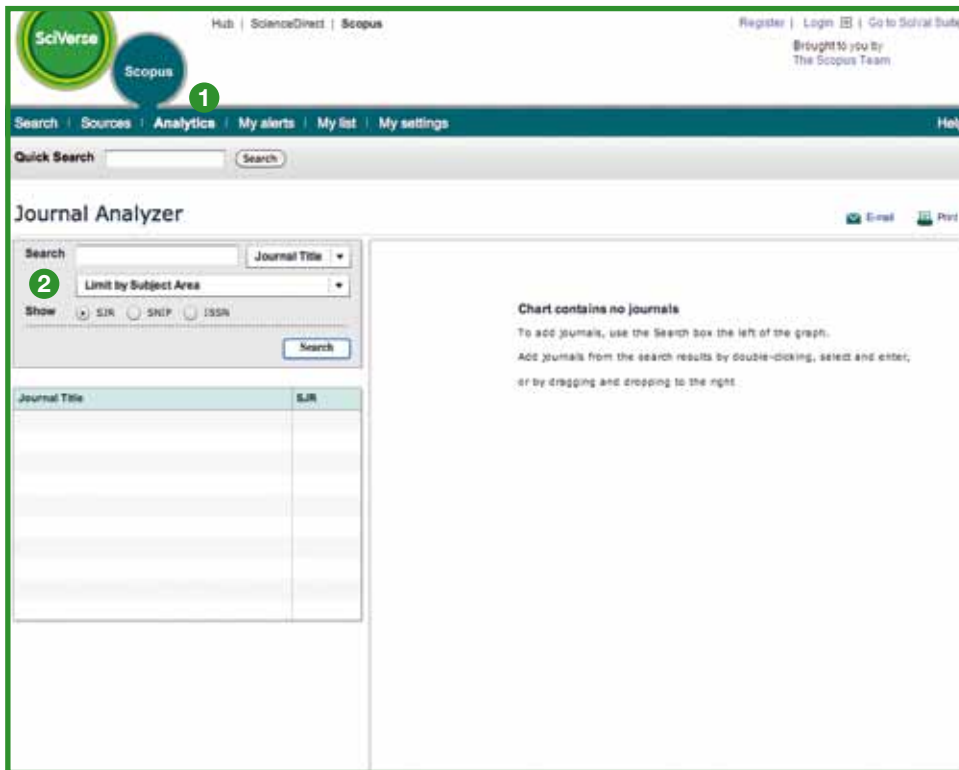 SciVerse
Scopus
Hub | ScienceDirect | Scopus
Register | Login | Go to SciVal Suite
Brought to you by
The Scopus Team
1
Search | Sources | Analytics | My alerts | My list | My settings
Help
Quick Search
Search
Journal Analyzer
E-mail
Print
Search
Journal Title
2
Limit by Subject Area
Show SJR SNIP ISSN
Search
Journal Title
SJR
Chart contains no journals
To add journals, use the Search box the left of the graph.
Add journals from the search results by double-clicking, select and enter,
or by dragging and dropping to the right